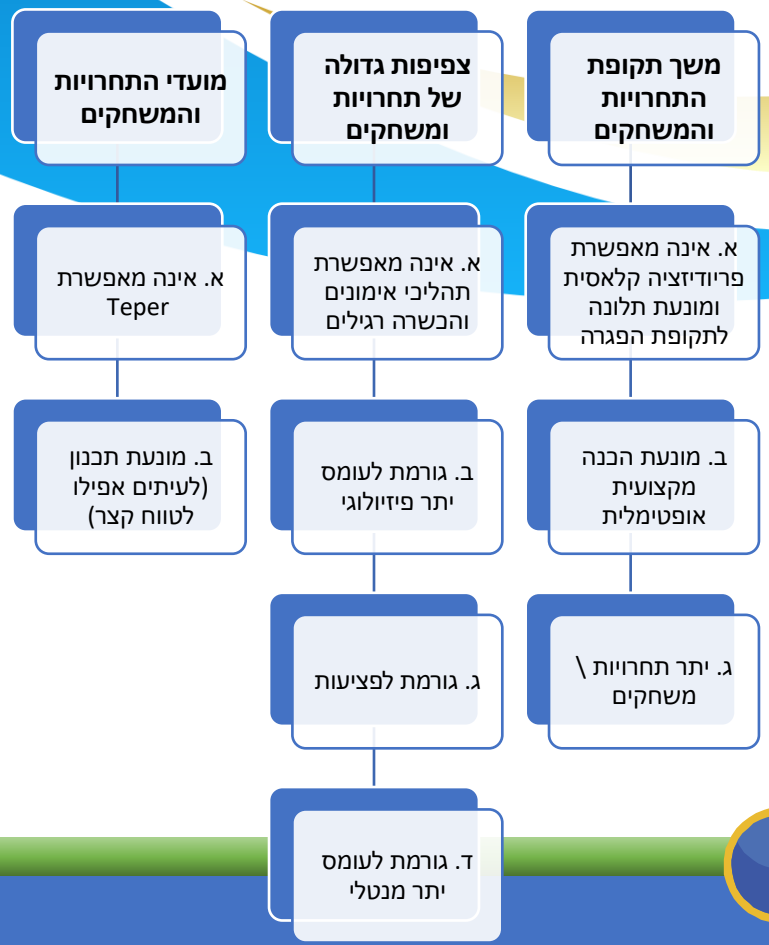 משך תקופת
התחרויות
והמשחקים
א. אינה מאפשרת
פריודיזציה קלאסית
ומונעת תלונה
לתקופת הפגרה
ב. מונעת הכנה
מקצועית
אופטימלית
ג. יתר תחרויות \
משחקים
צפיפות גדולה
של תחרויות
ומשחקים
א. אינה מאפשרת
תהליכי אימונים
והכשרה רגילים
ב. גורמת לעומס
יתר פיזיולוגי
ג. גורמת לפציעות
ד. גורמת לעומס
יתר מנטלי
מועדי התחרויות
והמשחקים
א. אינה מאפשרת
Teper
ב. מונעת תכנון
(לעיתים אפילו
לטווח קצר)